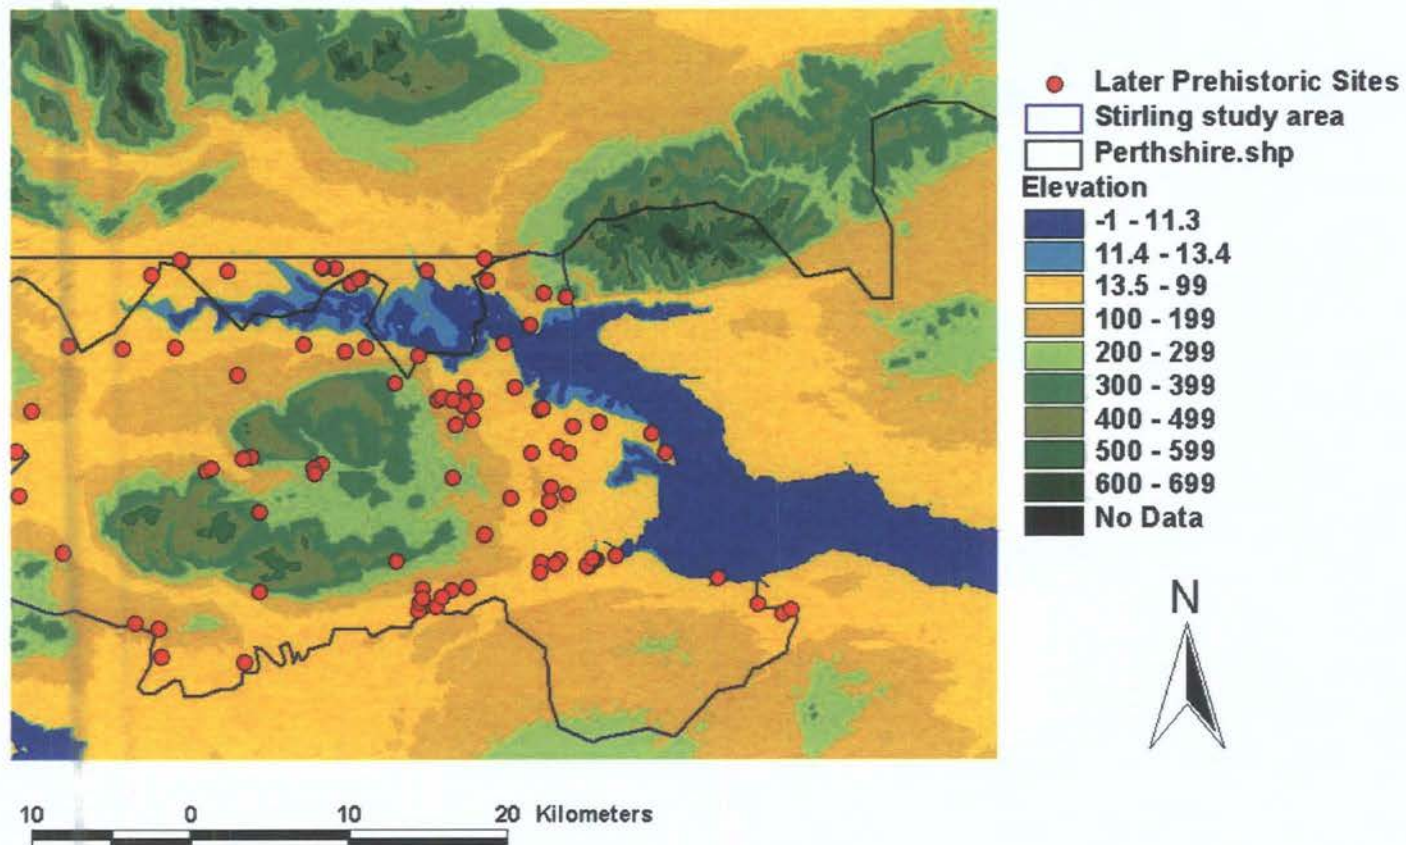 Later Prehistoric Sites
Stirling study area
Perthshire.shp
Elevation
-1 - 11.3
11.4 - 13.4
13.5 - 99
100 - 199
200 - 299
300 - 399
400 - 499
500 - 599
600 - 699
No Data
N
10 0 10 20 Kilometers